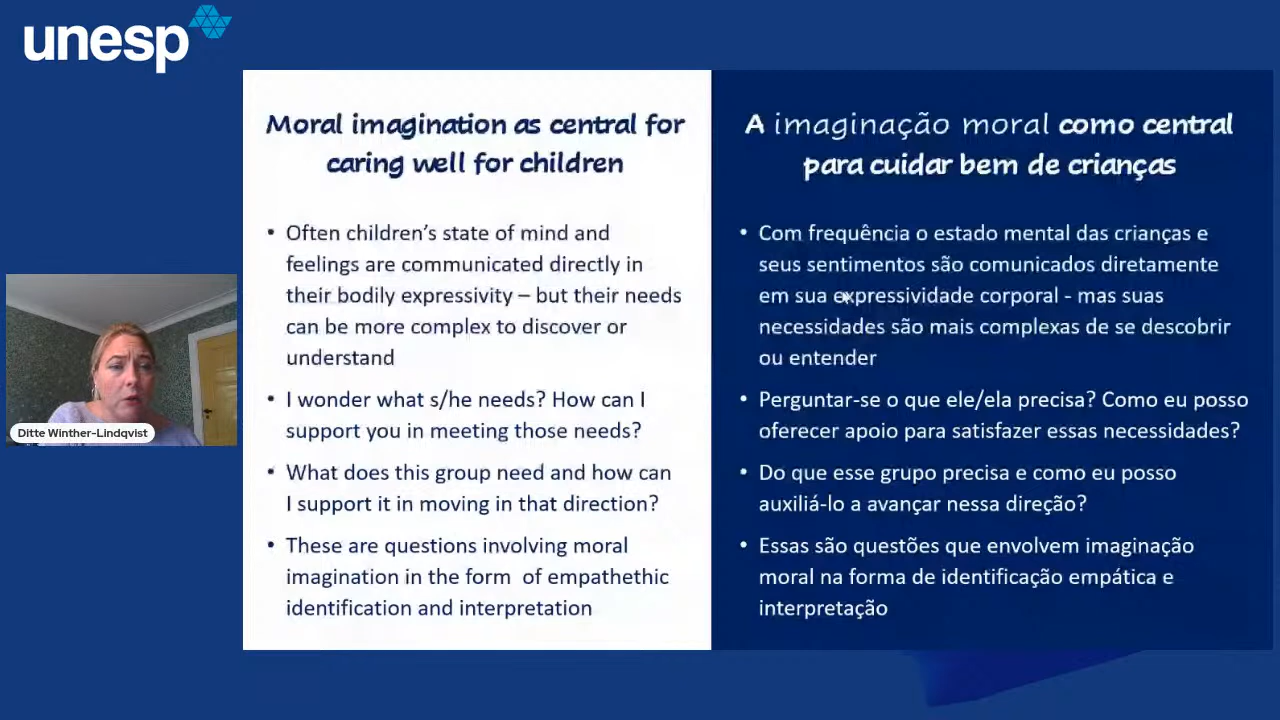 unesp
Moral imagination as central for
caring well for children
• Often children’s state of mind and
feelings are communicated directly in
their bodily expressivity – but their needs
can be more complex to discover or
understand
• I wonder what s/he needs? How can I
support you in meeting those needs?
• What does this group need and how can
I support it in moving in that direction?
• These are questions involving moral
imagination in the form  of empathethic
identification and interpretation
A imaginação moral como central
para cuidar bem de crianças
• Com frequência o estado mental das crianças e
seus sentimentos são comunicados diretamente
em sua expressividade corporal - mas suas
necessidades são mais complexas de se descobrir
ou entender
• Perguntar-se o que ele/ela precisa? Como eu posso
oferecer apoio para satisfazer essas necessidades?
• Do que esse grupo precisa e como eu posso
auxiliá-lo a avançar nessa direção?
• Essas são questões que envolvem imaginação
moral na forma de identificação empática e
interpretação
Ditte Winther-Lindqvist